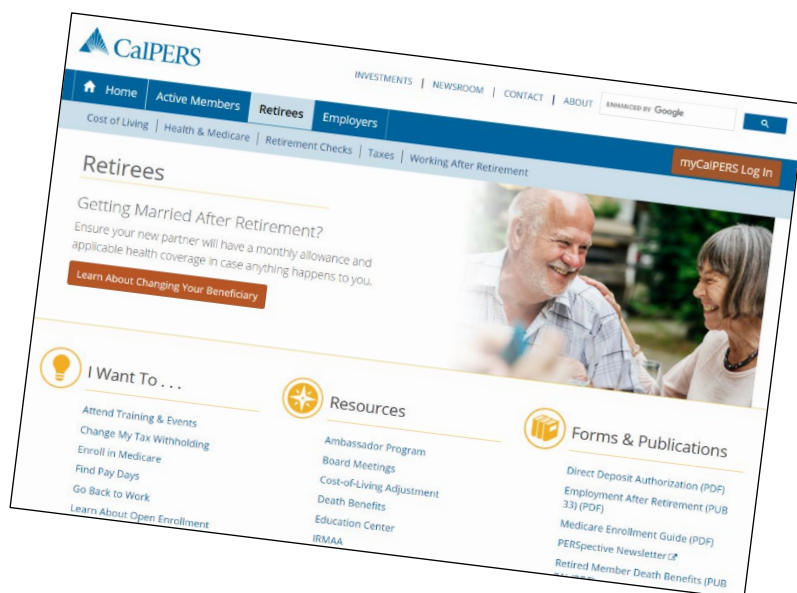 CalPERS
INVESTMENTS | NEWSROOM | CONTACT | ABOUT
ENHANCED BY Google
Home
Active Members
Retirees
Employers
myCalPERS Log In
Cost of Living | Health & Medicare | Retirement Checks | Taxes | Working After Retirement
Retirees
Getting Married After Retirement?
Ensure your new partner will have a monthly allowance and
applicable health coverage in case anything happens to you.
Learn About Changing Your Beneficiary
I Want To . . .
Attend Training & Events
Change My Tax Withholding
Enroll in Medicare
Find Pay Days
Go Back to Work
Learn About Open Enrollment
Resources
Ambassador Program
Board Meetings
Cost-of-Living Adjustment
Death Benefits
Education Center
IRMAA
Forms & Publications
Direct Deposit Authorization (PDF)
Employment After Retirement (PUB
33) (PDF)
Medicare Enrollment Guide (PDF)
PERSpective Newsletter
Retired Member Death Benefits (PUB